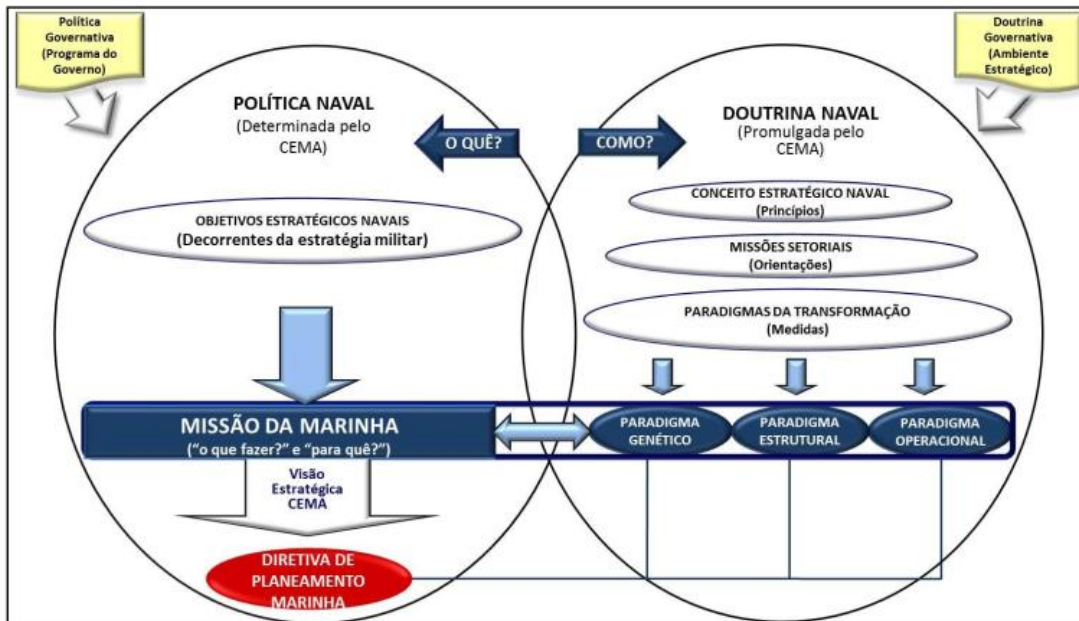 Política
Governativa
(Programa do
Governo)
Doutrina
Governativa
(Ambiente
Estratégico)
POLÍTICA NAVAL
(Determinada pelo
CEMA)
O QUÊ?
COMO?
DOUTRINA NAVAL
(Promulgada pelo
CEMA)
OBJETIVOS ESTRATÉGICOS NAVAIS
(Decorrentes da estratégia militar)
CONCEITO ESTRATÉGICO NAVAL
(Princípios)
MISSÕES SETORIAIS
(Orientações)
PARADIGMAS DA TRANSFORMAÇÃO
(Medidas)
MISSÃO DA MARINHA
("o que fazer?" e "para quê?")
PARADIGMA
GENÉTICO
PARADIGMA
ESTRUTURAL
PARADIGMA
OPERACIONAL
Visão
Estratégica
CEMA
DIRETIVA DE
PLANEAMENTO
MARINHA